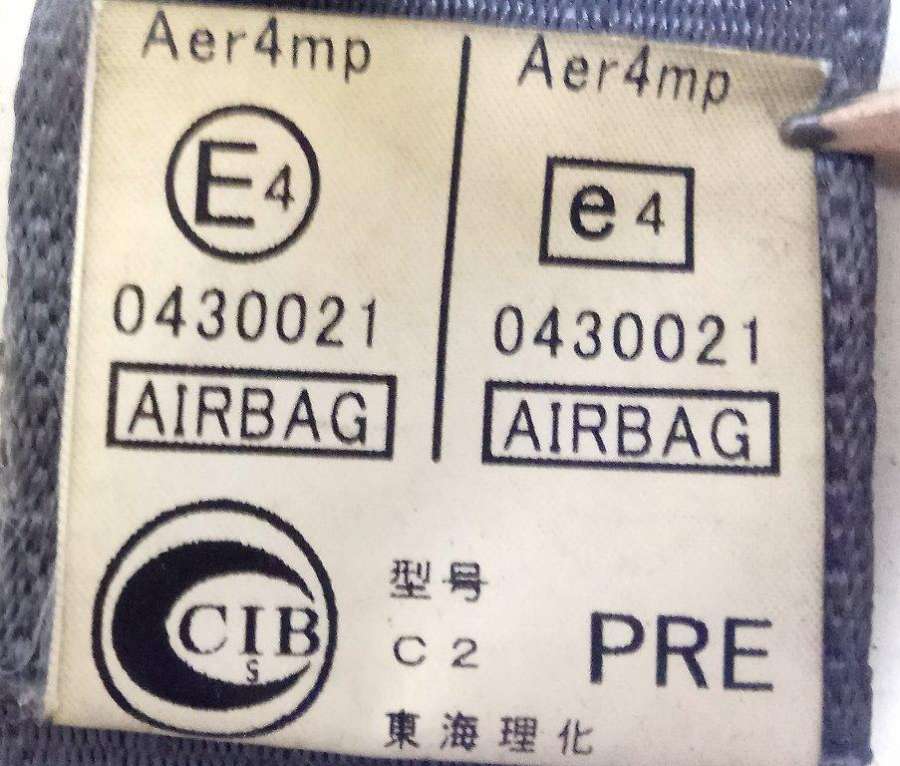 Aer4mp
E4
0430021
AIRBAG
Aer4mp
e4
0430021
AIRBAG
CIB
S
型号
C2
東海理化
PRE